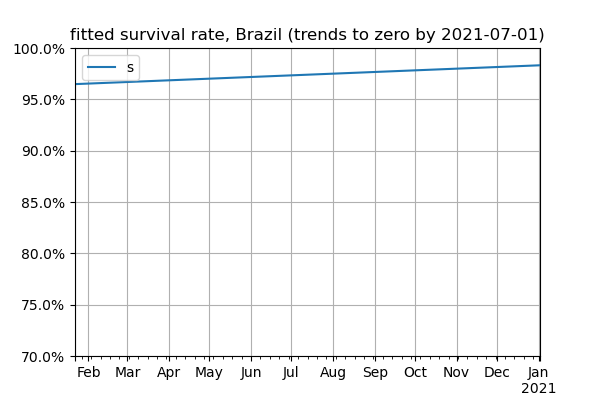 fitted survival rate, Brazil (trends to zero by 2021-07-01)
100.0%
s
95.0%
90.0%
85.0%
80.0%
75.0%
70.0%
Feb Mar Apr May Jun Jul Aug Sep Oct Nov Dec Jan
2021